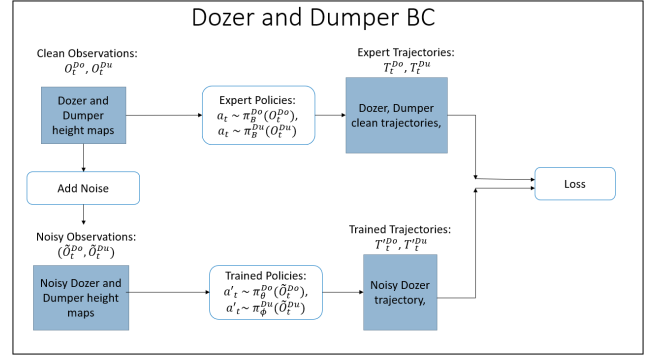 Dozer and Dumper BC
Clean Observations:
O_t^{Do}, O_t^{Du}
Dozer and
Dumper
height maps
Expert Policies:
a_t ~ π_B^{Do}(O_t^{Do}),
a_t ~ π_B^{Du}(O_t^{Du})
Expert Trajectories:
T_t^{Do}, T_t^{Du}
Dozer, Dumper
clean trajectories,
Add Noise
Loss
Noisy Observations:
(Õ_t^{Do}, Õ_t^{Du})
Noisy Dozer and
Dumper height
maps
Trained Policies:
a'_t ~ π_θ^{Do}(Õ_t^{Do}),
a'_t ~ π_ϕ^{Du}(Õ_t^{Du})
Trained Trajectories:
T'_t^{Do}, T'_t^{Du}
Noisy Dozer
trajectory,